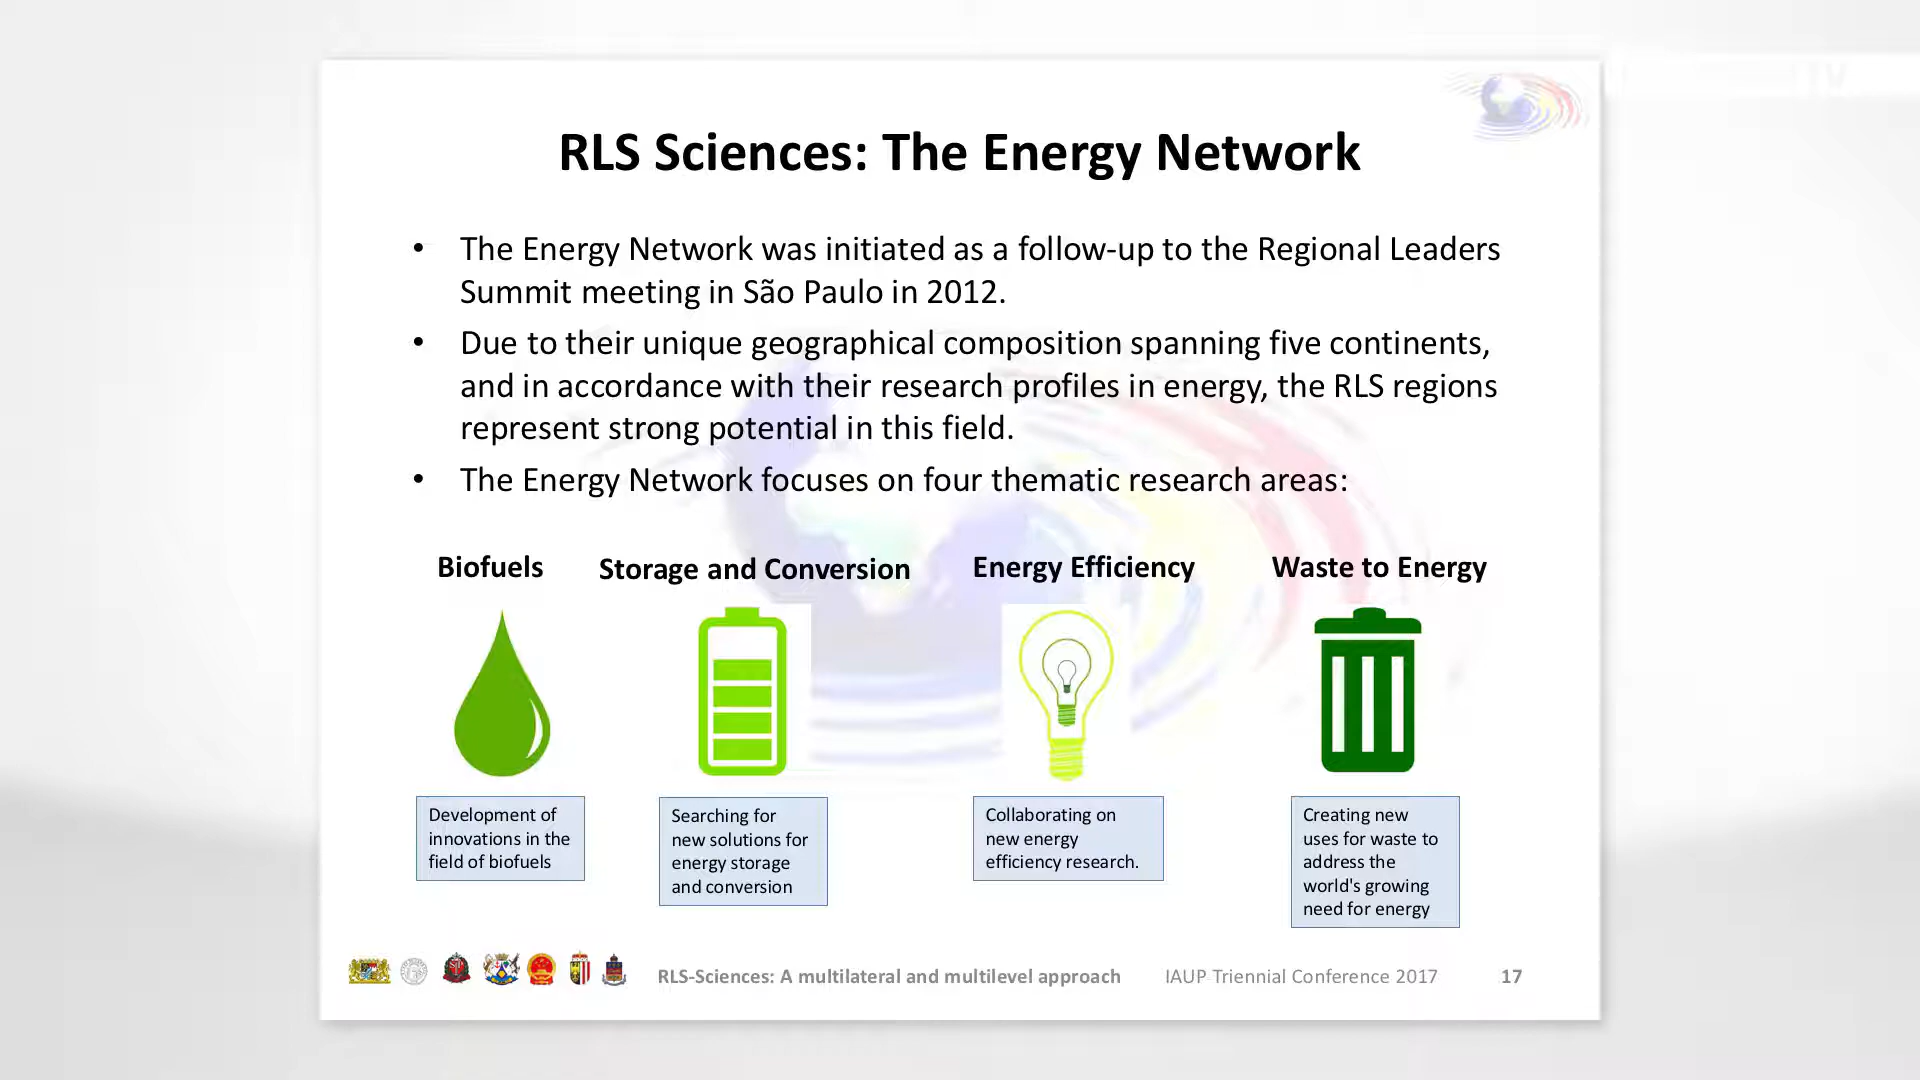 RLS Sciences: The Energy Network
• The Energy Network was initiated as a follow-up to the Regional Leaders
Summit meeting in São Paulo in 2012.
• Due to their unique geographical composition spanning five continents,
and in accordance with their research profiles in energy, the RLS regions
represent strong potential in this field.
• The Energy Network focuses on four thematic research areas:
Biofuels
Storage and Conversion
Energy Efficiency
Waste to Energy
Development of
innovations in the
field of biofuels
Searching for
new solutions for
energy storage
and conversion
Collaborating on
new energy
efficiency research.
Creating new
uses for waste to
address the
world's growing
need for energy
RLS-Sciences: A multilateral and multilevel approach
IAUP Triennial Conference 2017
17